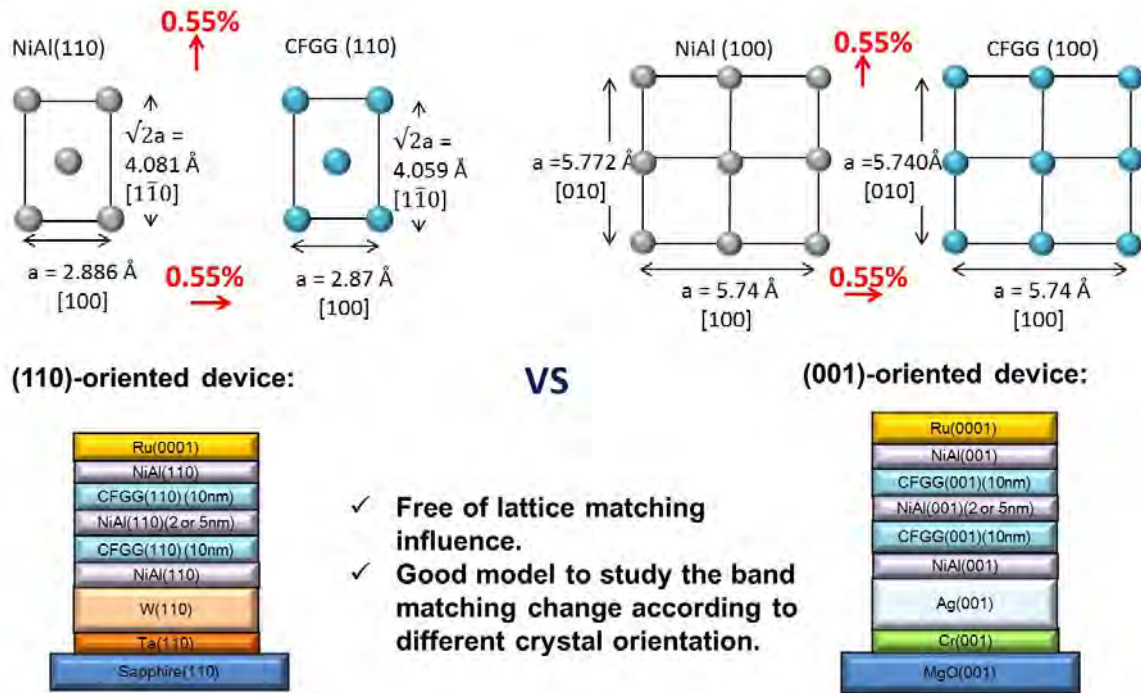 0.55%
NiAl(110)
CFGG (110)
√2a =
4.081 Å
[11̅0]
√2a =
4.059 Å
[11̅0]
a = 2.886 Å
[100]
0.55%
a = 2.87 Å
[100]
NiAl (100)
0.55%
CFGG (100)
a =5.772 Å
[010]
a =5.740Å
[010]
a = 5.74 Å
[100]
0.55%
a = 5.74 Å
[100]
(110)-oriented device:
VS
(001)-oriented device:
Ru(0001)
NiAl(110)
CFGG(110)(10nm)
NiAl(110)(2 or 5nm)
CFGG(110)(10nm)
NiAl(110)
W(110)
Ta(110)
Sapphire(110)
✓ Free of lattice matching
influence.
✓ Good model to study the band
matching change according to
different crystal orientation.
Ru(0001)
NiAl(001)
CFGG(001)(10nm)
NiAl(001)(2 or 5nm)
CFGG(001)(10nm)
NiAl(001)
Ag(001)
Cr(001)
MgO(001)